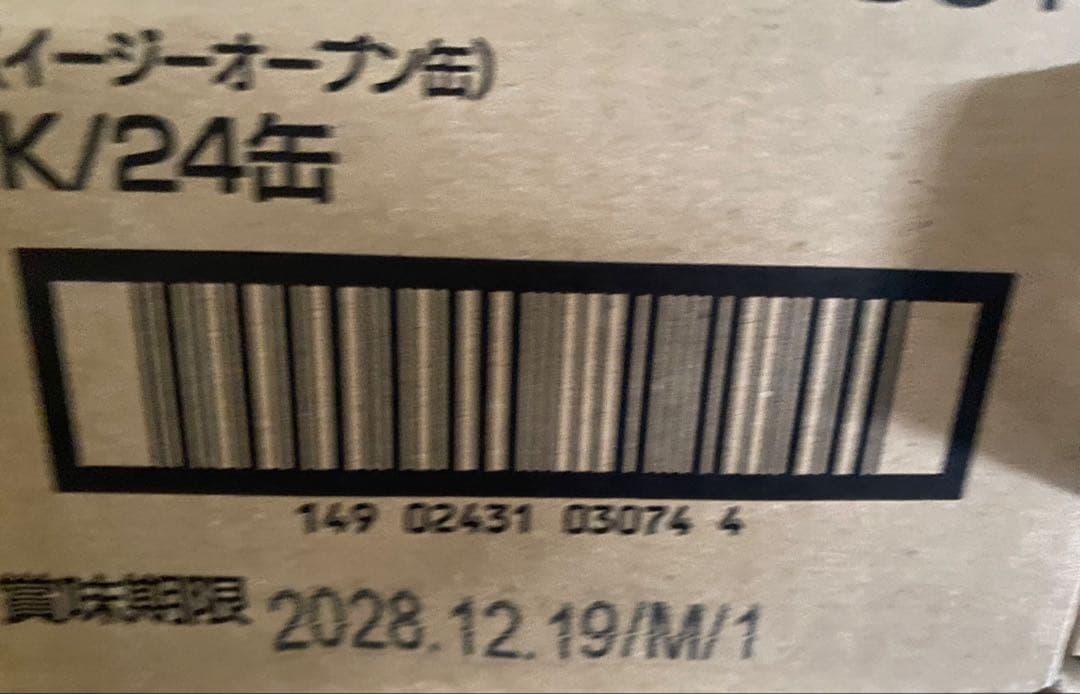 (イージーオープン缶)
K/24缶
149 02431 03074 4
賞味期限 2028.12.19/M/1